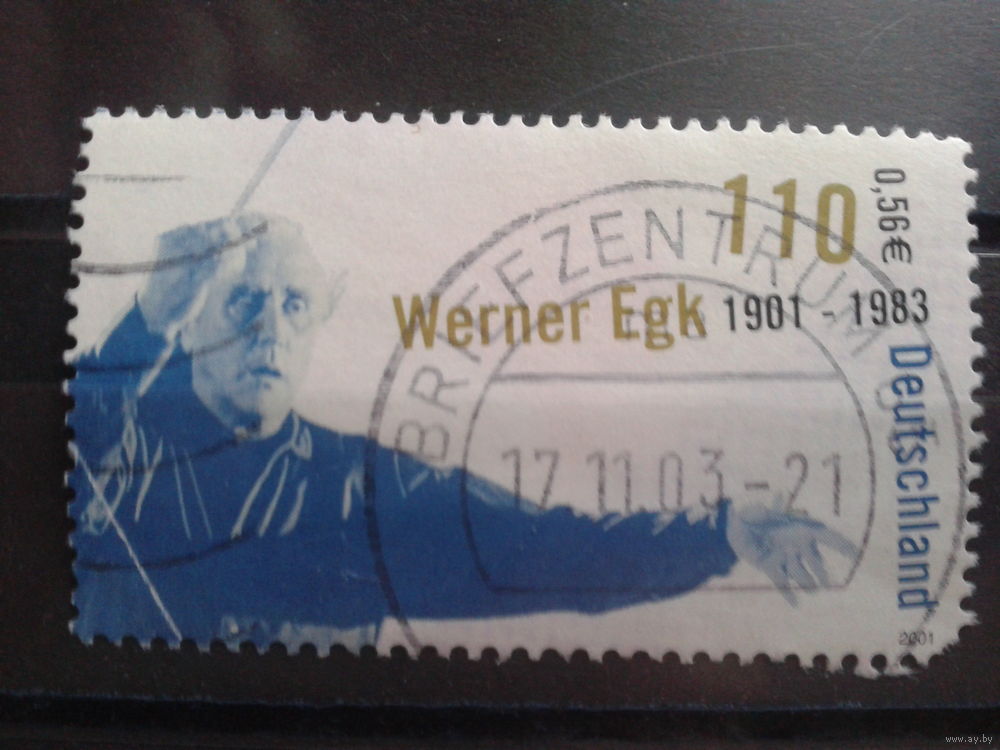 110
0,56 €
Werner Egk 1901 - 1983
Deutschland
2001
BRIEFZENTRUM
17.11.03-21
www.ay.by